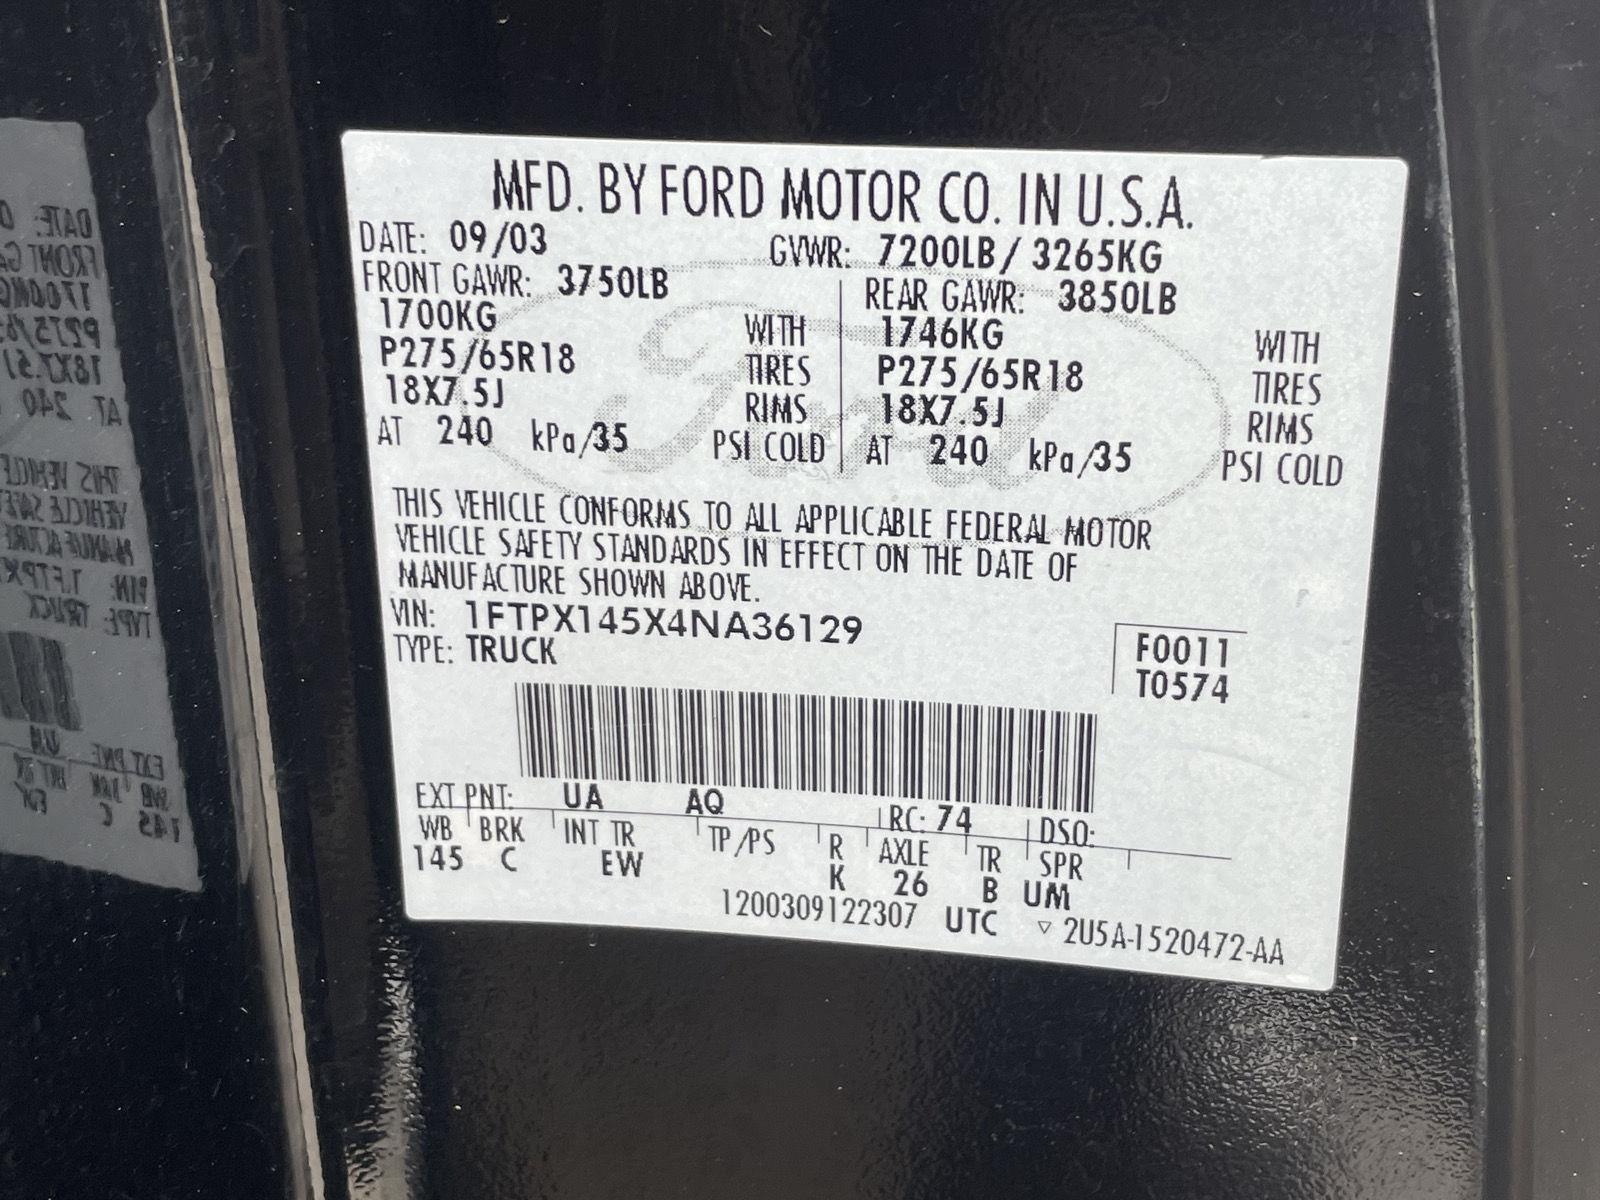 MFD. BY FORD MOTOR CO. IN U.S.A.
DATE: 09/03 GVWR: 7200LB / 3265KG
FRONT GAWR: 3750LB REAR GAWR: 3850LB
1700KG WITH 1746KG WITH
P275/65R18 TIRES P275/65R18 TIRES
18X7.5J RIMS 18X7.5J RIMS
AT 240 kPa/35 PSI COLD AT 240 kPa/35 PSI COLD
Ford
THIS VEHICLE CONFORMS TO ALL APPLICABLE FEDERAL MOTOR
VEHICLE SAFETY STANDARDS IN EFFECT ON THE DATE OF
MANUFACTURE SHOWN ABOVE.
VIN: 1FTPX145X4NA36129
TYPE: TRUCK
F0011
T0574
EXT PNT: UA AQ RC: 74 DSO:
WB BRK INT TR TP/PS R AXLE TR SPR
145 C EW K 26 B UM
1200309122307 UTC ▽ 2U5A-1520472-AA